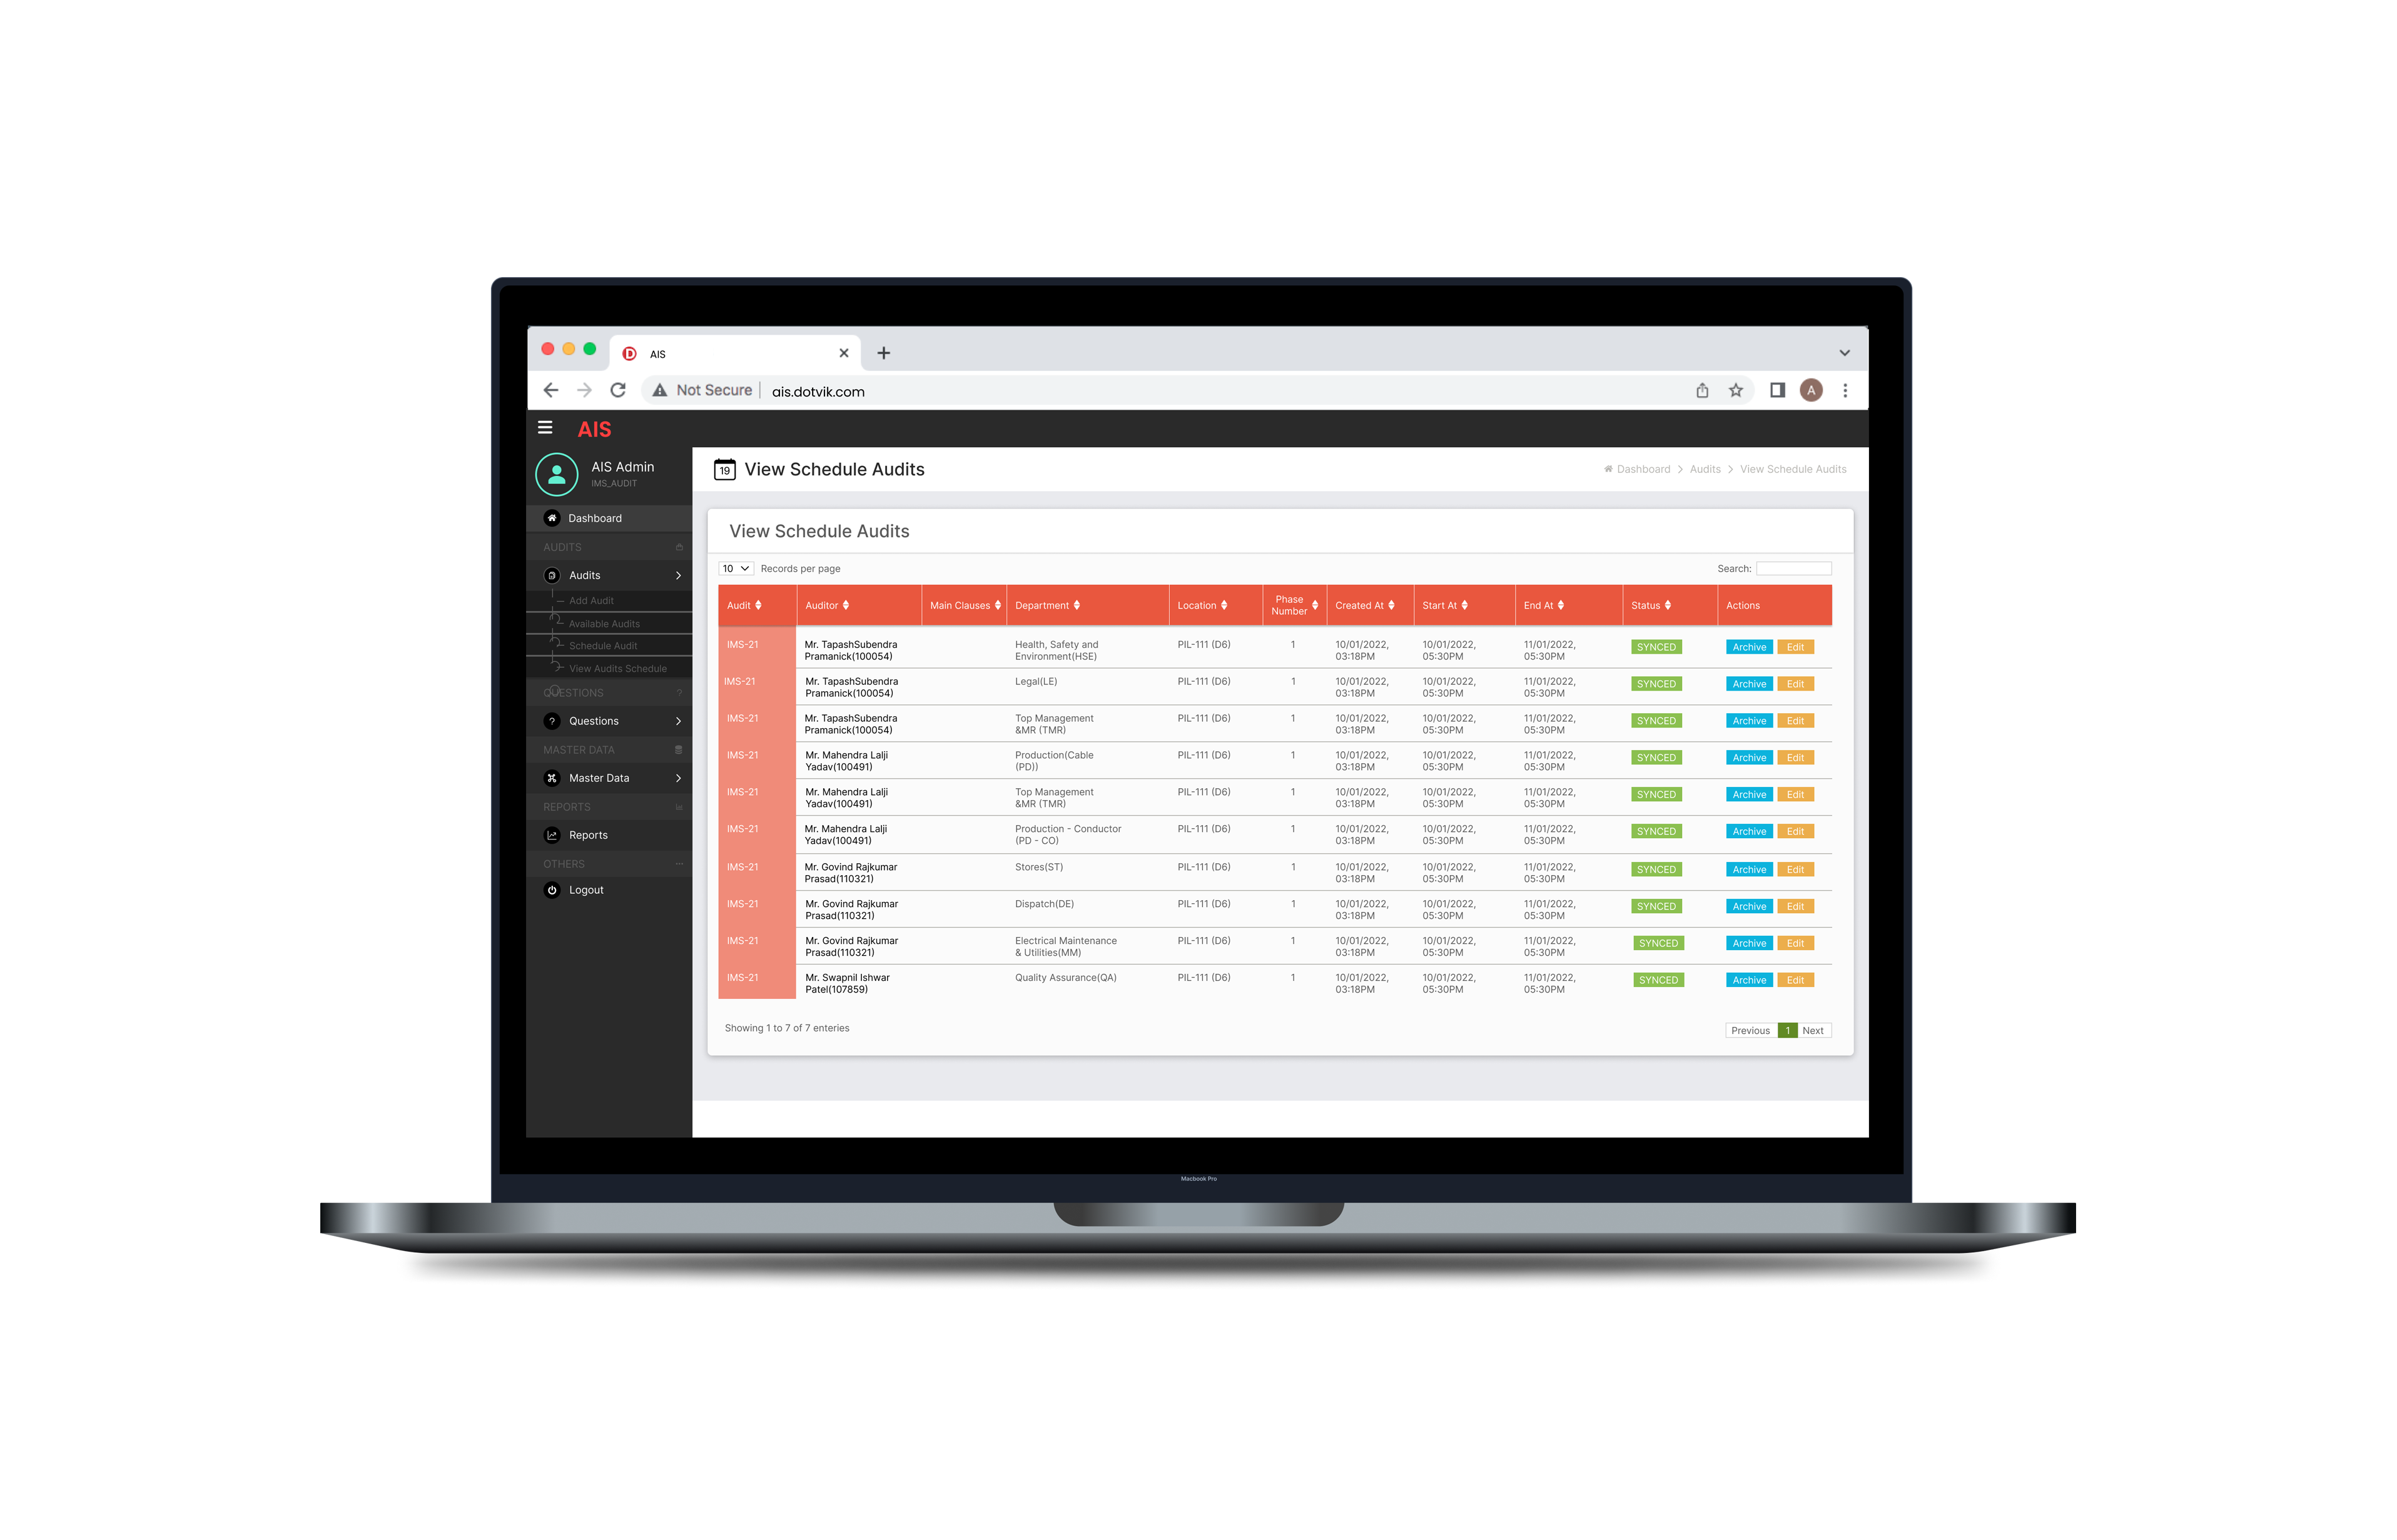 AIS
Not Secure
ais.dotvik.com
A
AIS
AIS Admin
IMS_AUDIT
Dashboard
AUDITS
Audits
Add Audit
Available Audits
Schedule Audit
View Audits Schedule
QUESTIONS
Questions
MASTER DATA
Master Data
REPORTS
Reports
OTHERS
Logout
19 View Schedule Audits
Dashboard > Audits > View Schedule Audits
View Schedule Audits
10 Records per page
Search:
Audit Auditor Main Clauses Department Location Phase Number Created At Start At End At Status Actions
IMS-21 Mr. TapashSubendra Health, Safety and PIL-111 (D6) 1 10/01/2022, 10/01/2022, 11/01/2022, SYNCED Archive Edit
Pramanick(100054) Environment(HSE) 03:18PM 05:30PM 05:30PM
IMS-21 Mr. TapashSubendra Legal(LE) PIL-111 (D6) 1 10/01/2022, 10/01/2022, 11/01/2022, SYNCED Archive Edit
Pramanick(100054) 03:18PM 05:30PM 05:30PM
IMS-21 Mr. TapashSubendra Top Management PIL-111 (D6) 1 10/01/2022, 10/01/2022, 11/01/2022, SYNCED Archive Edit
Pramanick(100054) &MR (TMR) 03:18PM 05:30PM 05:30PM
IMS-21 Mr. Mahendra Lalji Production(Cable PIL-111 (D6) 1 10/01/2022, 10/01/2022, 11/01/2022, SYNCED Archive Edit
Yadav(100491) (PD)) 03:18PM 05:30PM 05:30PM
IMS-21 Mr. Mahendra Lalji Top Management PIL-111 (D6) 1 10/01/2022, 10/01/2022, 11/01/2022, SYNCED Archive Edit
Yadav(100491) &MR (TMR) 03:18PM 05:30PM 05:30PM
IMS-21 Mr. Mahendra Lalji Production - Conductor PIL-111 (D6) 1 10/01/2022, 10/01/2022, 11/01/2022, SYNCED Archive Edit
Yadav(100491) (PD - CO) 03:18PM 05:30PM 05:30PM
IMS-21 Mr. Govind Rajkumar Stores(ST) PIL-111 (D6) 1 10/01/2022, 10/01/2022, 11/01/2022, SYNCED Archive Edit
Prasad(110321) 03:18PM 05:30PM 05:30PM
IMS-21 Mr. Govind Rajkumar Dispatch(DE) PIL-111 (D6) 1 10/01/2022, 10/01/2022, 11/01/2022, SYNCED Archive Edit
Prasad(110321) 03:18PM 05:30PM 05:30PM
IMS-21 Mr. Govind Rajkumar Electrical Maintenance PIL-111 (D6) 1 10/01/2022, 10/01/2022, 11/01/2022, SYNCED Archive Edit
Prasad(110321) & Utilities(MM) 03:18PM 05:30PM 05:30PM
IMS-21 Mr. Swapnil Ishwar Quality Assurance(QA) PIL-111 (D6) 1 10/01/2022, 10/01/2022, 11/01/2022, SYNCED Archive Edit
Patel(107859) 03:18PM 05:30PM 05:30PM
Showing 1 to 7 of 7 enteries
Previous 1 Next
Macbook Pro